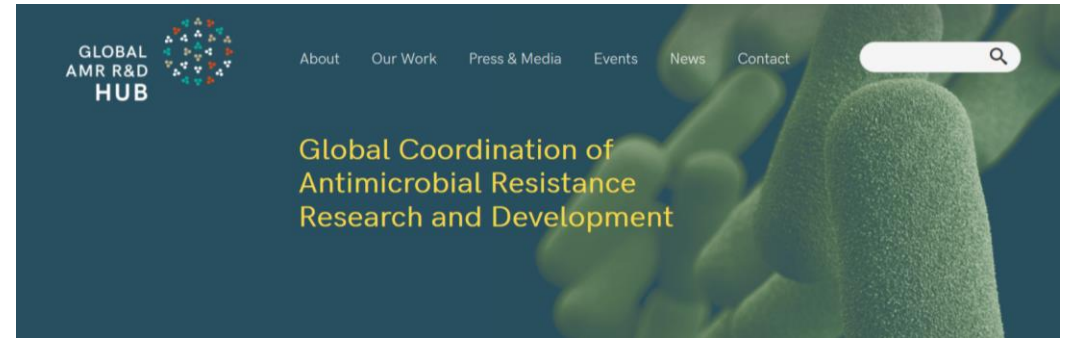 GLOBAL
AMR R&D
HUB
About Our Work Press & Media Events News Contact
Global Coordination of
Antimicrobial Resistance
Research and Development